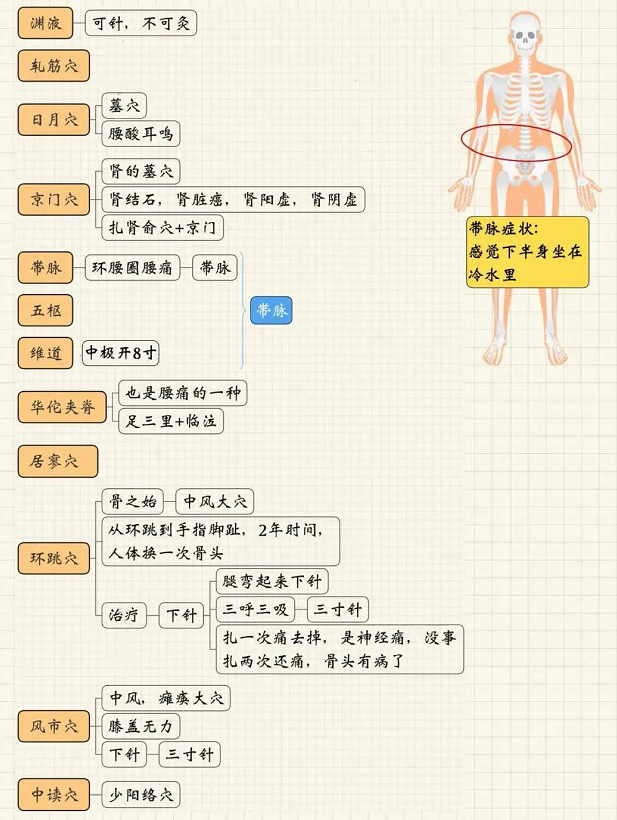 渊液
可针，不可灸
轧筋穴
日月穴
墓穴
腰酸耳鸣
京门穴
肾的墓穴
肾结石，肾脏癌，肾阳虚，肾阴虚
扎肾俞穴+京门
带脉
环腰圈腰痛
带脉
五枢
维道
中极开8寸
带脉
带脉症状：
感觉下半身坐在
冷水里
华佗夹脊
也是腰痛的一种
足三里+临泣
居寥穴
环跳穴
骨之始
中风大穴
从环跳到手指脚趾，2年时间，
人体换一次骨头
治疗
下针
腿弯起来下针
三呼三吸
三寸针
扎一次痛去掉，是神经痛，没事
扎两次还痛，骨头有病了
风市穴
中风，瘫痪大穴
膝盖无力
下针
三寸针
中读穴
少阳络穴